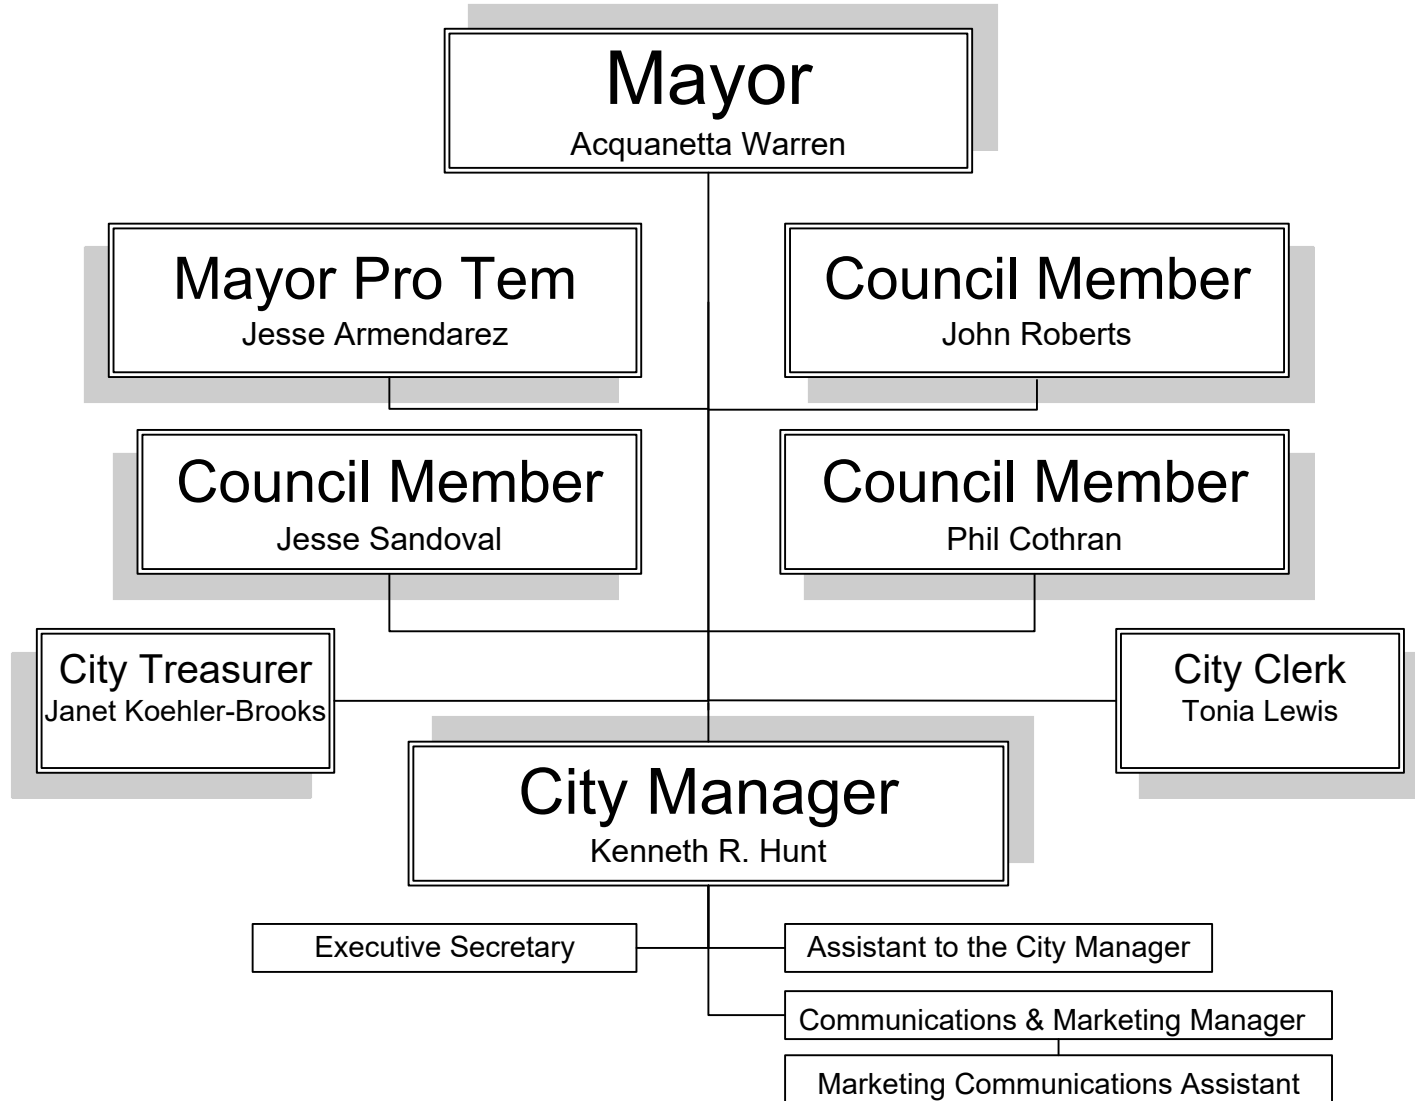 Mayor
Acquanetta Warren
Mayor Pro Tem
Jesse Armendarez
Council Member
John Roberts
Council Member
Jesse Sandoval
Council Member
Phil Cothran
City Treasurer
Janet Koehler-Brooks
City Clerk
Tonia Lewis
City Manager
Kenneth R. Hunt
Executive Secretary
Assistant to the City Manager
Communications & Marketing Manager
Marketing Communications Assistant